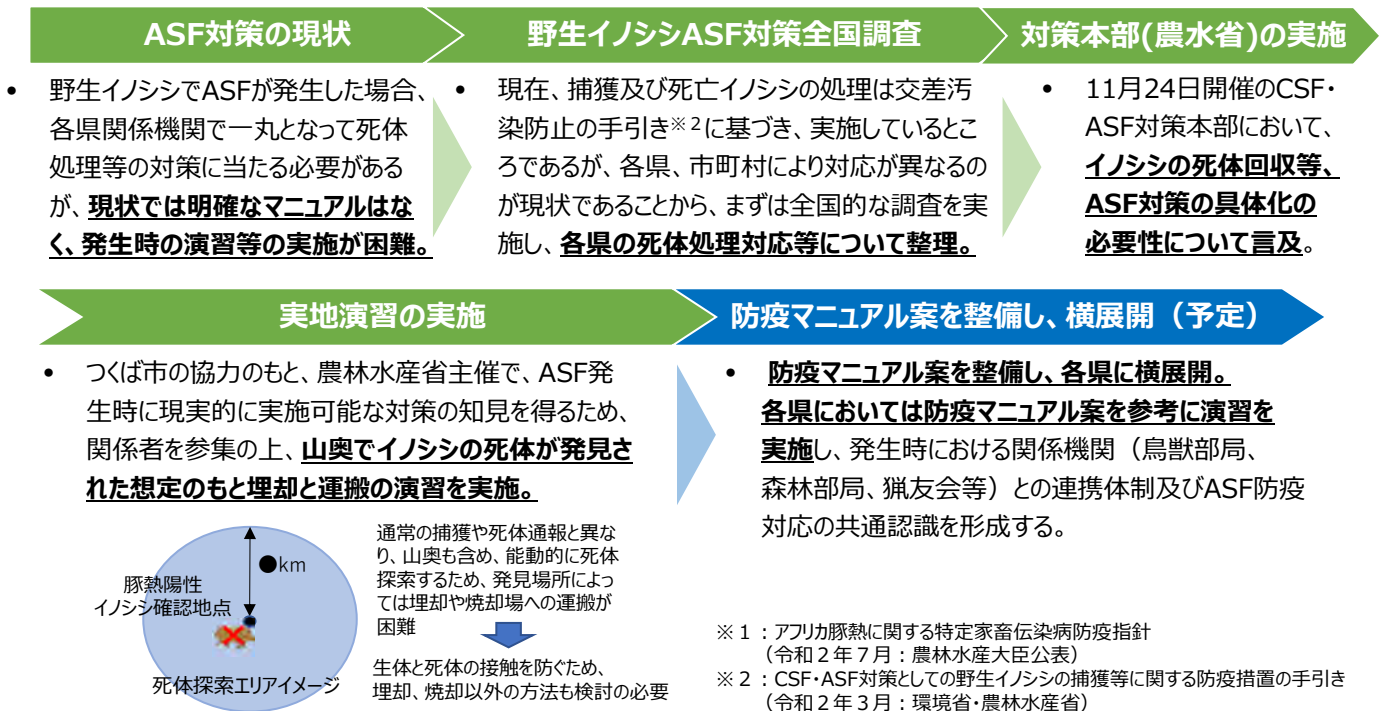 ASF対策の現状
野生イノシシASF対策全国調査
対策本部(農水省)の実施
• 野生イノシシでASFが発生した場合、
各県関係機関で一丸となって死体
処理等の対策に当たる必要がある
が、現状では明確なマニュアルはな
く、発生時の演習等の実施が困難。
• 現在、捕獲及び死亡イノシシの処理は交差汚
染防止の手引き※2に基づき、実施しているとこ
ろであるが、各県、市町村により対応が異なるの
が現状であることから、まずは全国的な調査を実
施し、各県の死体処理対応等について整理。
• 11月24日開催のCSF・
ASF対策本部において、
イノシシの死体回収等、
ASF対策の具体化の
必要性について言及。
実地演習の実施
防疫マニュアル案を整備し、横展開（予定）
• つくば市の協力のもと、農林水産省主催で、ASF発
生時に現実的に実施可能な対策の知見を得るため、
関係者を参集の上、山奥でイノシシの死体が発見さ
れた想定のもと埋却と運搬の演習を実施。
• 防疫マニュアル案を整備し、各県に横展開。
各県においては防疫マニュアル案を参考に演習を
実施し、発生時における関係機関（鳥獣部局、
森林部局、猟友会等）との連携体制及びASF防疫
対応の共通認識を形成する。
●km
豚熱陽性
イノシシ確認地点
死体探索エリアイメージ
通常の捕獲や死体通報と異な
り、山奥も含め、能動的に死体
探索するため、発見場所によっ
ては埋却や焼却場への運搬が
困難
生体と死体の接触を防ぐため、
埋却、焼却以外の方法も検討の必要
※１：アフリカ豚熱に関する特定家畜伝染病防疫指針
（令和２年７月：農林水産大臣公表）
※２：CSF・ASF対策としての野生イノシシの捕獲等に関する防疫措置の手引き
（令和２年３月：環境省・農林水産省）